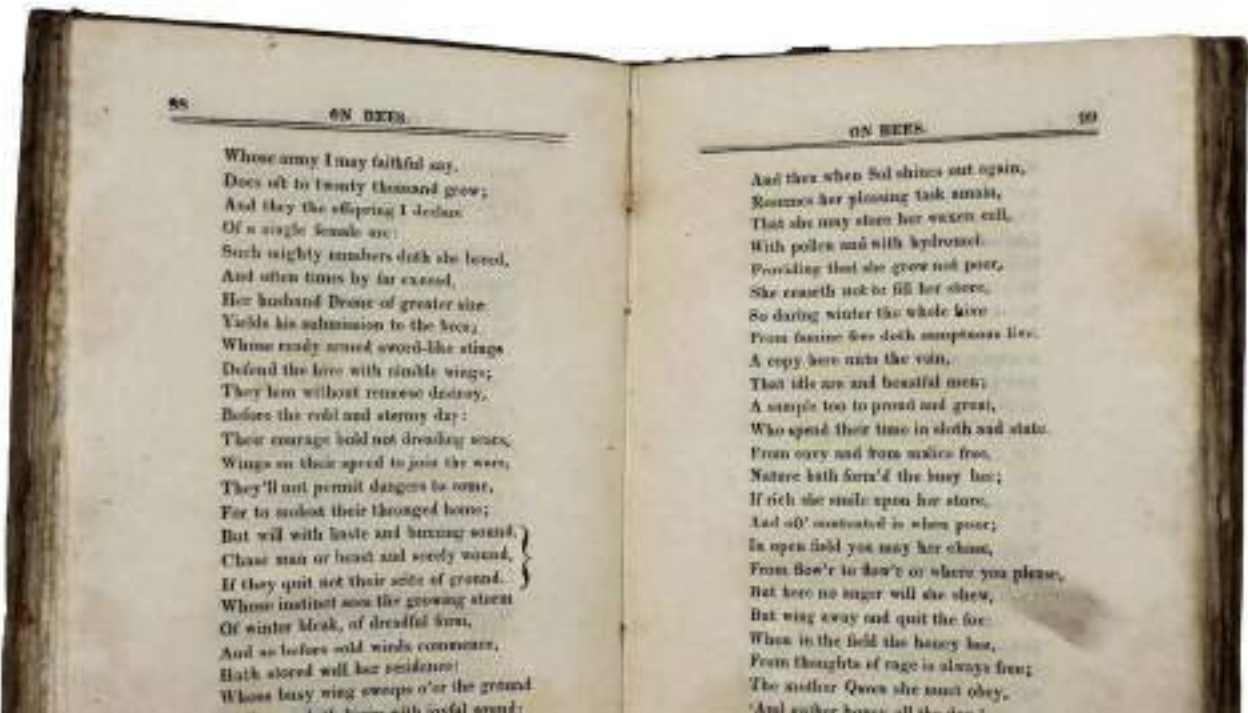 98
ON BEES.
Whose army I may faithful say,
Does oft to twenty thousand grow;
And they the offspring I declare
Of a single female are:
Such mighty numbers doth she breed,
And often times by far exceed,
Her husband Drone of greater size
Yields his submission to the bees;
Whose ready armed sword-like stings
Defend the hive with nimble wings;
They him without remorse destroy,
Before the cold and stormy day:
Their courage bold not dreading scars,
Wings on their speed to join the wars,
They'll not permit dangers to come,
For to molest their thronged home;
But will with haste and buzzing sound,
Chase man or beast and sorely wound,
If they quit not their seite of ground.
Whose instinct sees the growing storm
Of winter bleak, of dreadful form,
And so before cold winds commence,
Hath stored well her residence:
Whose busy wing sweeps o'er the ground
with joyful sound:
ON BEES.
99
And then when Sol shines out again,
Resumes her pleasing task amain,
That she may store her waxen cell,
With pollen and with hydromel.
Providing that she grow not poor,
She ceaseth not to fill her store,
So during winter the whole hive
From famine free doth sumptuous live.
A copy here unto the vain,
That idle are and boastful men;
A sample too to proud and great,
Who spend their time in sloth and state.
From envy and from malice free,
Nature hath form'd the busy bee;
If rich she smile upon her store,
And oft' contented is when poor;
In open field you may her chase,
From flow'r to flow'r or where you please,
But here no anger will she shew,
But wing away and quit the foe:
When in the field the honey bee,
From thoughts of rage is always free;
The mother Queen she must obey,
And gather honey all the day